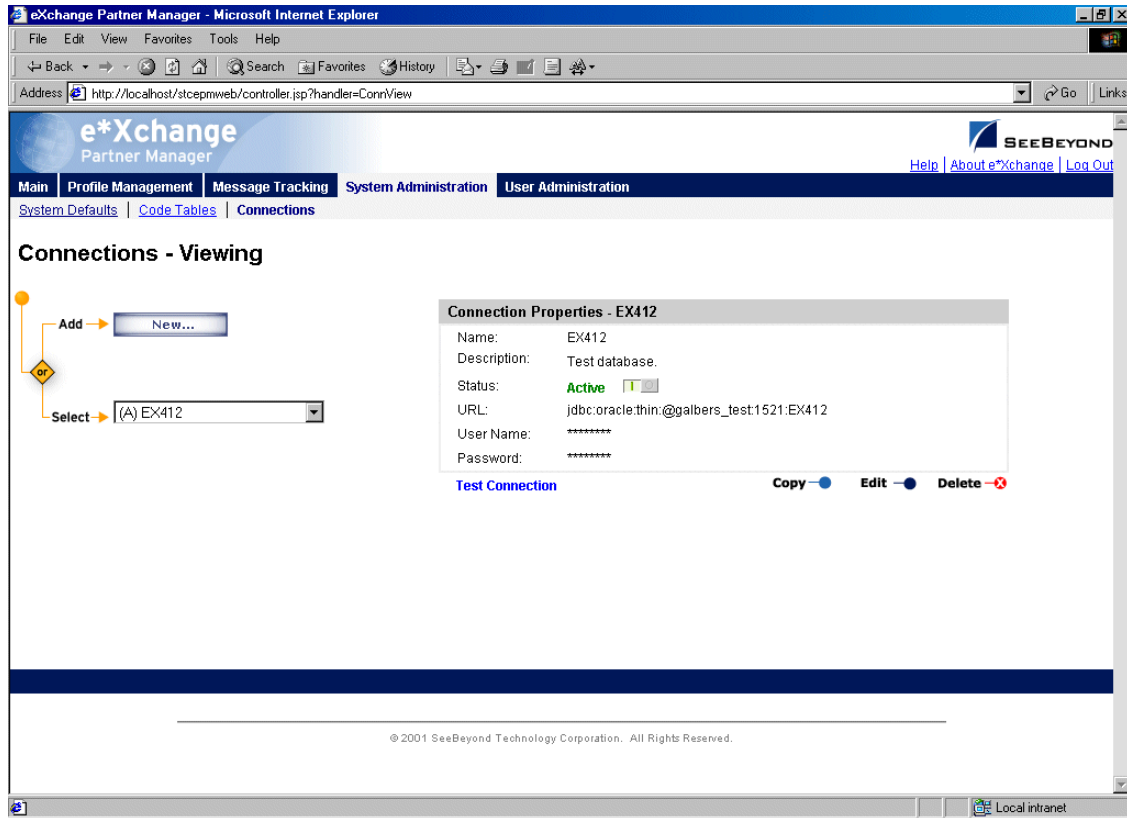 eXchange Partner Manager - Microsoft Internet Explorer
File Edit View Favorites Tools Help
Back Search Favorites History
Address http://localhost/stcepmweb/controller.jsp?handler=ConnView Go Links
e*Xchange
Partner Manager
SEEBEYOND
Help | About e*Xchange | Log Out
Main Profile Management Message Tracking System Administration User Administration
System Defaults | Code Tables | Connections
Connections - Viewing
Add New...
or
Select (A) EX412
Connection Properties - EX412
Name: EX412
Description: Test database.
Status: Active
URL: jdbc:oracle:thin:@galbers_test:1521:EX412
User Name: ********
Password: ********
Test Connection Copy Edit Delete
© 2001 SeeBeyond Technology Corporation. All Rights Reserved.
Local intranet